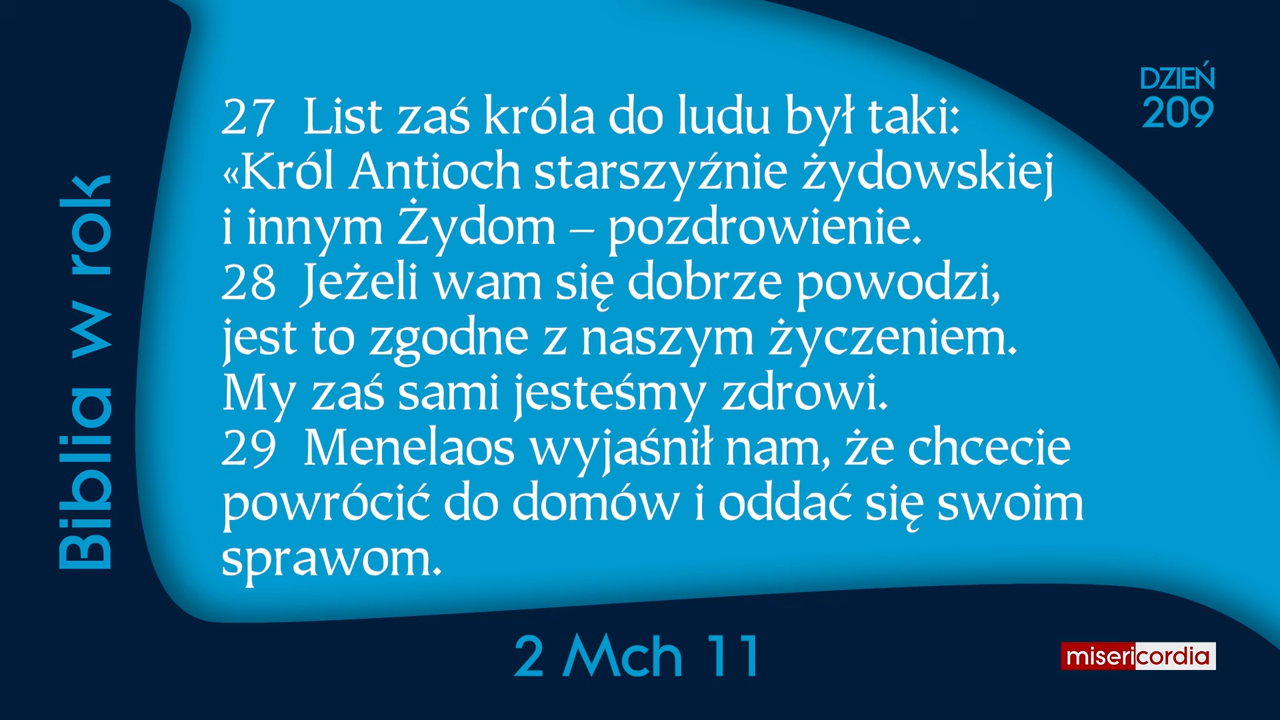 DZIEŃ
209
27 List zaś króla do ludu był taki:
«Król Antioch starszyźnie żydowskiej
i innym Żydom – pozdrowienie.
28 Jeżeli wam się dobrze powodzi,
jest to zgodne z naszym życzeniem.
My zaś sami jesteśmy zdrowi.
29 Menelaos wyjaśnił nam, że chcecie
powrócić do domów i oddać się swoim
sprawom.
Biblia w rok
2 Mch 11
misericordia